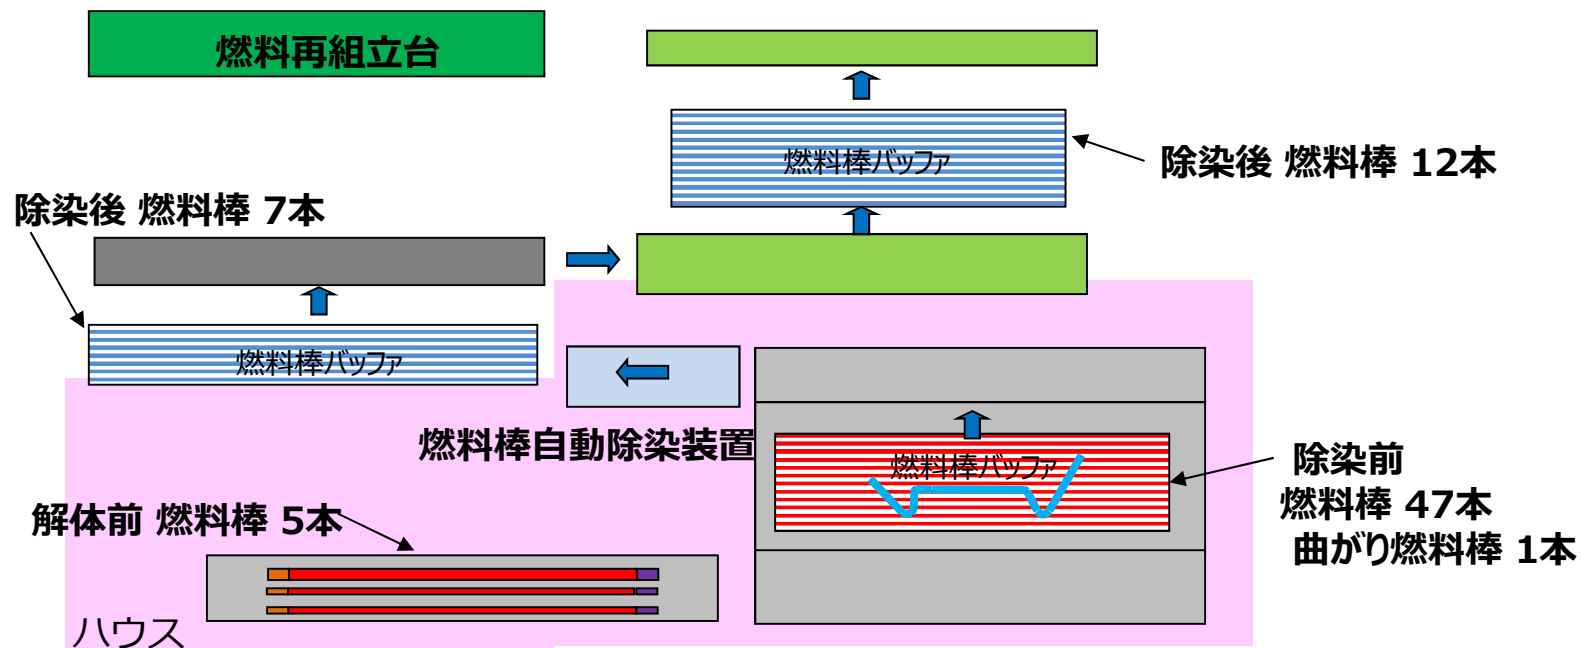 燃料再組立台
燃料棒バッファ
除染後 燃料棒 12本
除染後 燃料棒 7本
燃料棒バッファ
燃料棒自動除染装置
燃料棒バッファ
除染前
燃料棒 47本
曲がり燃料棒 1本
解体前 燃料棒 5本
ハウス